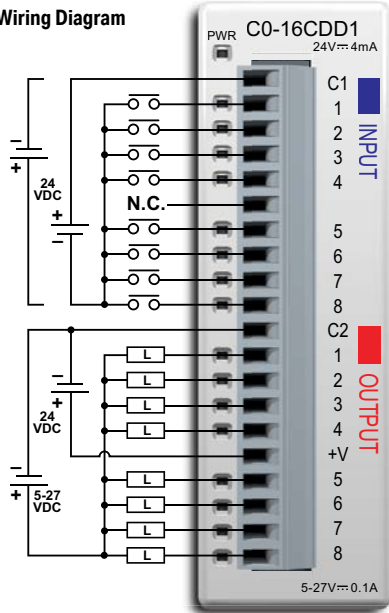 Wiring Diagram
PWR
C0-16CDD1
24V⎓4mA
C1
1
2
3
4
N.C.
5
6
7
8
INPUT
24
VDC
C2
1
2
3
4
+V
5
6
7
8
OUTPUT
L
L
L
L
L
L
L
L
24
VDC
5-27
VDC
5-27V⎓0.1A